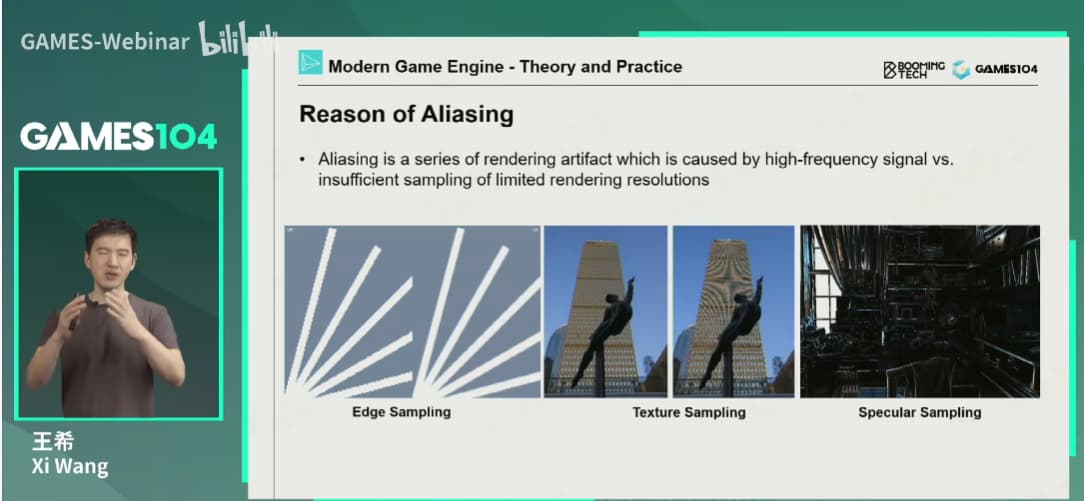 GAMES-Webinar bilibili
Modern Game Engine - Theory and Practice
BOOMING TECH
GAMES104
GAMES104
Reason of Aliasing
• Aliasing is a series of rendering artifact which is caused by high-frequency signal vs.
insufficient sampling of limited rendering resolutions
Edge Sampling
Texture Sampling
Specular Sampling
王希
Xi Wang